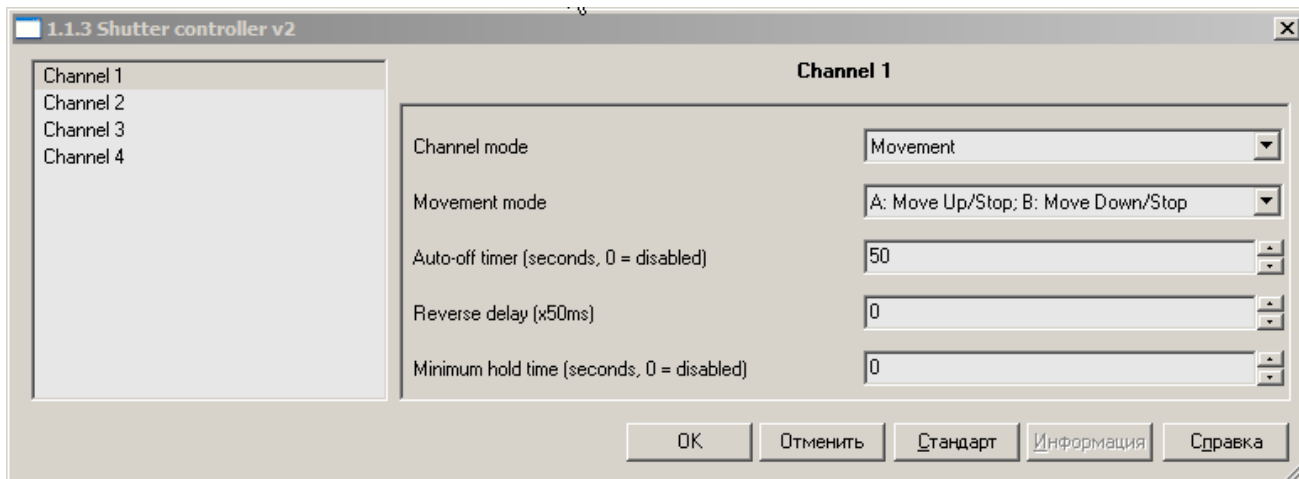 1.1.3 Shutter controller v2
Channel 1
Channel 2
Channel 3
Channel 4
Channel 1
Channel mode
Movement
Movement mode
A: Move Up/Stop; B: Move Down/Stop
Auto-off timer (seconds, 0 = disabled)
50
Reverse delay (x50ms)
0
Minimum hold time (seconds, 0 = disabled)
0
OK
Отменить
Стандарт
Информация
Справка